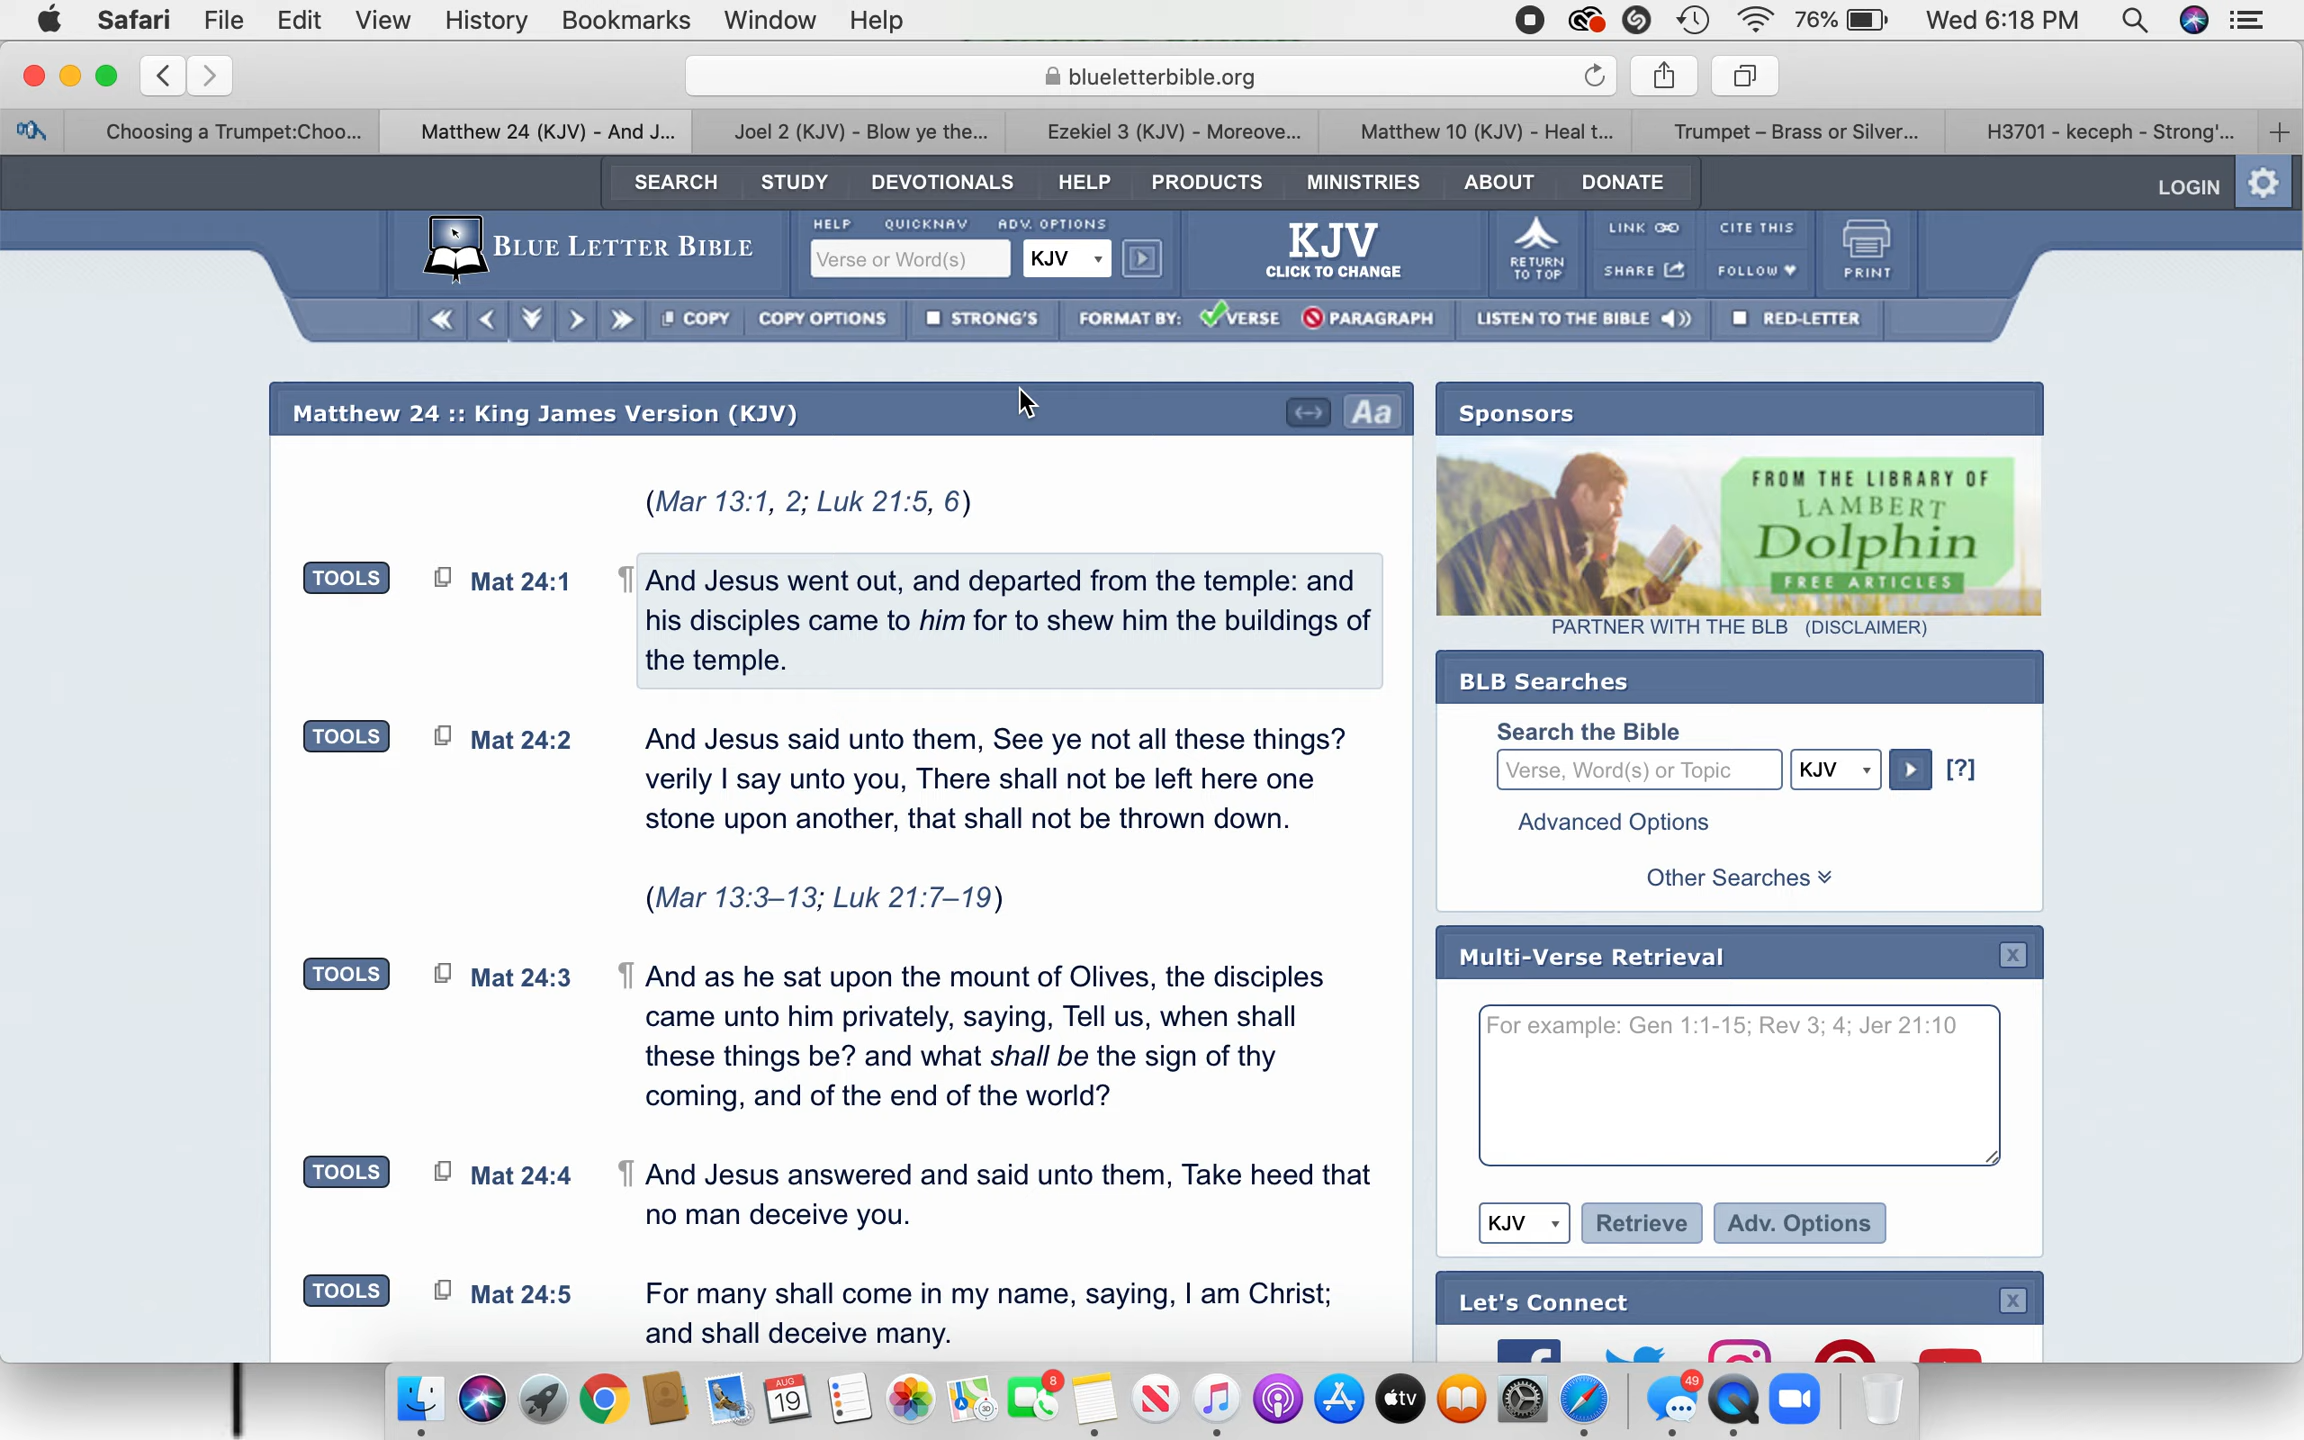 Safari File Edit View History Bookmarks Window Help 76% Wed 6:18 PM
blueletterbible.org
Choosing a Trumpet:Choo... Matthew 24 (KJV) - And J... Joel 2 (KJV) - Blow ye the... Ezekiel 3 (KJV) - Moreove... Matthew 10 (KJV) - Heal t... Trumpet – Brass or Silver... H3701 - keceph - Strong'...
SEARCH STUDY DEVOTIONALS HELP PRODUCTS MINISTRIES ABOUT DONATE LOGIN
HELP QUICKNAV ADV. OPTIONS
BLUE LETTER BIBLE
Verse or Word(s) KJV
KJV
CLICK TO CHANGE
RETURN
TO TOP
LINK CITE THIS
SHARE FOLLOW
PRINT
COPY COPY OPTIONS STRONG'S FORMAT BY: VERSE PARAGRAPH LISTEN TO THE BIBLE RED-LETTER
Matthew 24 :: King James Version (KJV)
Aa
(Mar 13:1, 2; Luk 21:5, 6)
TOOLS Mat 24:1 ¶ And Jesus went out, and departed from the temple: and
his disciples came to him for to shew him the buildings of
the temple.
TOOLS Mat 24:2 And Jesus said unto them, See ye not all these things?
verily I say unto you, There shall not be left here one
stone upon another, that shall not be thrown down.
(Mar 13:3–13; Luk 21:7–19)
TOOLS Mat 24:3 ¶ And as he sat upon the mount of Olives, the disciples
came unto him privately, saying, Tell us, when shall
these things be? and what shall be the sign of thy
coming, and of the end of the world?
TOOLS Mat 24:4 ¶ And Jesus answered and said unto them, Take heed that
no man deceive you.
TOOLS Mat 24:5 For many shall come in my name, saying, I am Christ;
and shall deceive many.
Sponsors
FROM THE LIBRARY OF
LAMBERT
Dolphin
FREE ARTICLES
PARTNER WITH THE BLB (DISCLAIMER)
BLB Searches
Search the Bible
Verse, Word(s) or Topic KJV [?]
Advanced Options
Other Searches
Multi-Verse Retrieval x
For example: Gen 1:1-15; Rev 3; 4; Jer 21:10
KJV Retrieve Adv. Options
Let's Connect x
AUG
19
3D
8
tv
49